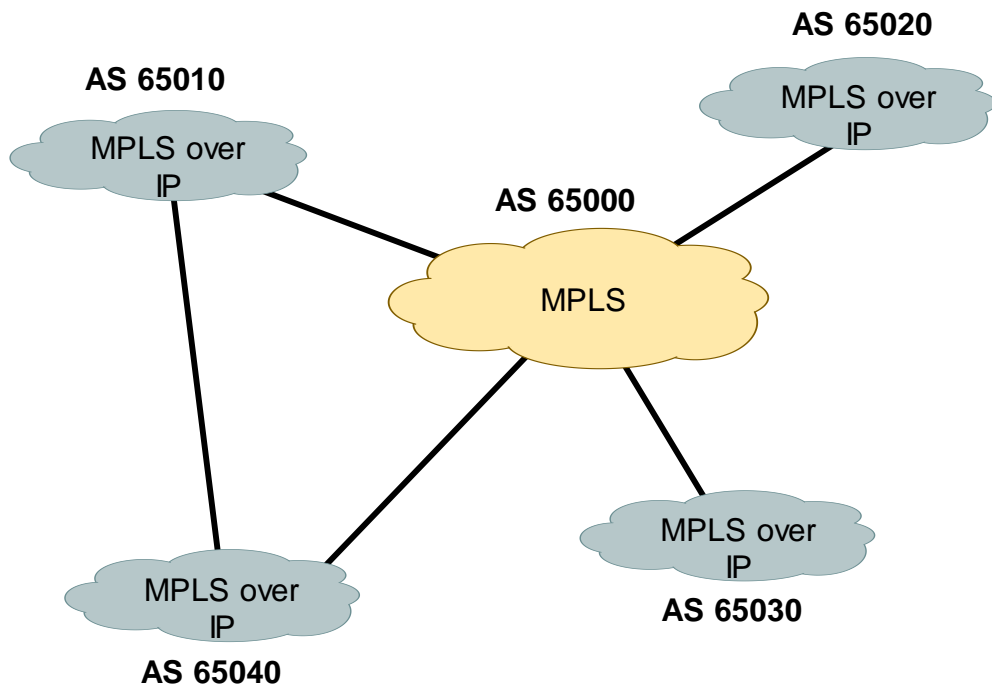 AS 65020
AS 65010
MPLS over
IP
MPLS over
IP
AS 65000
MPLS
MPLS over
IP
AS 65030
MPLS over
IP
AS 65040